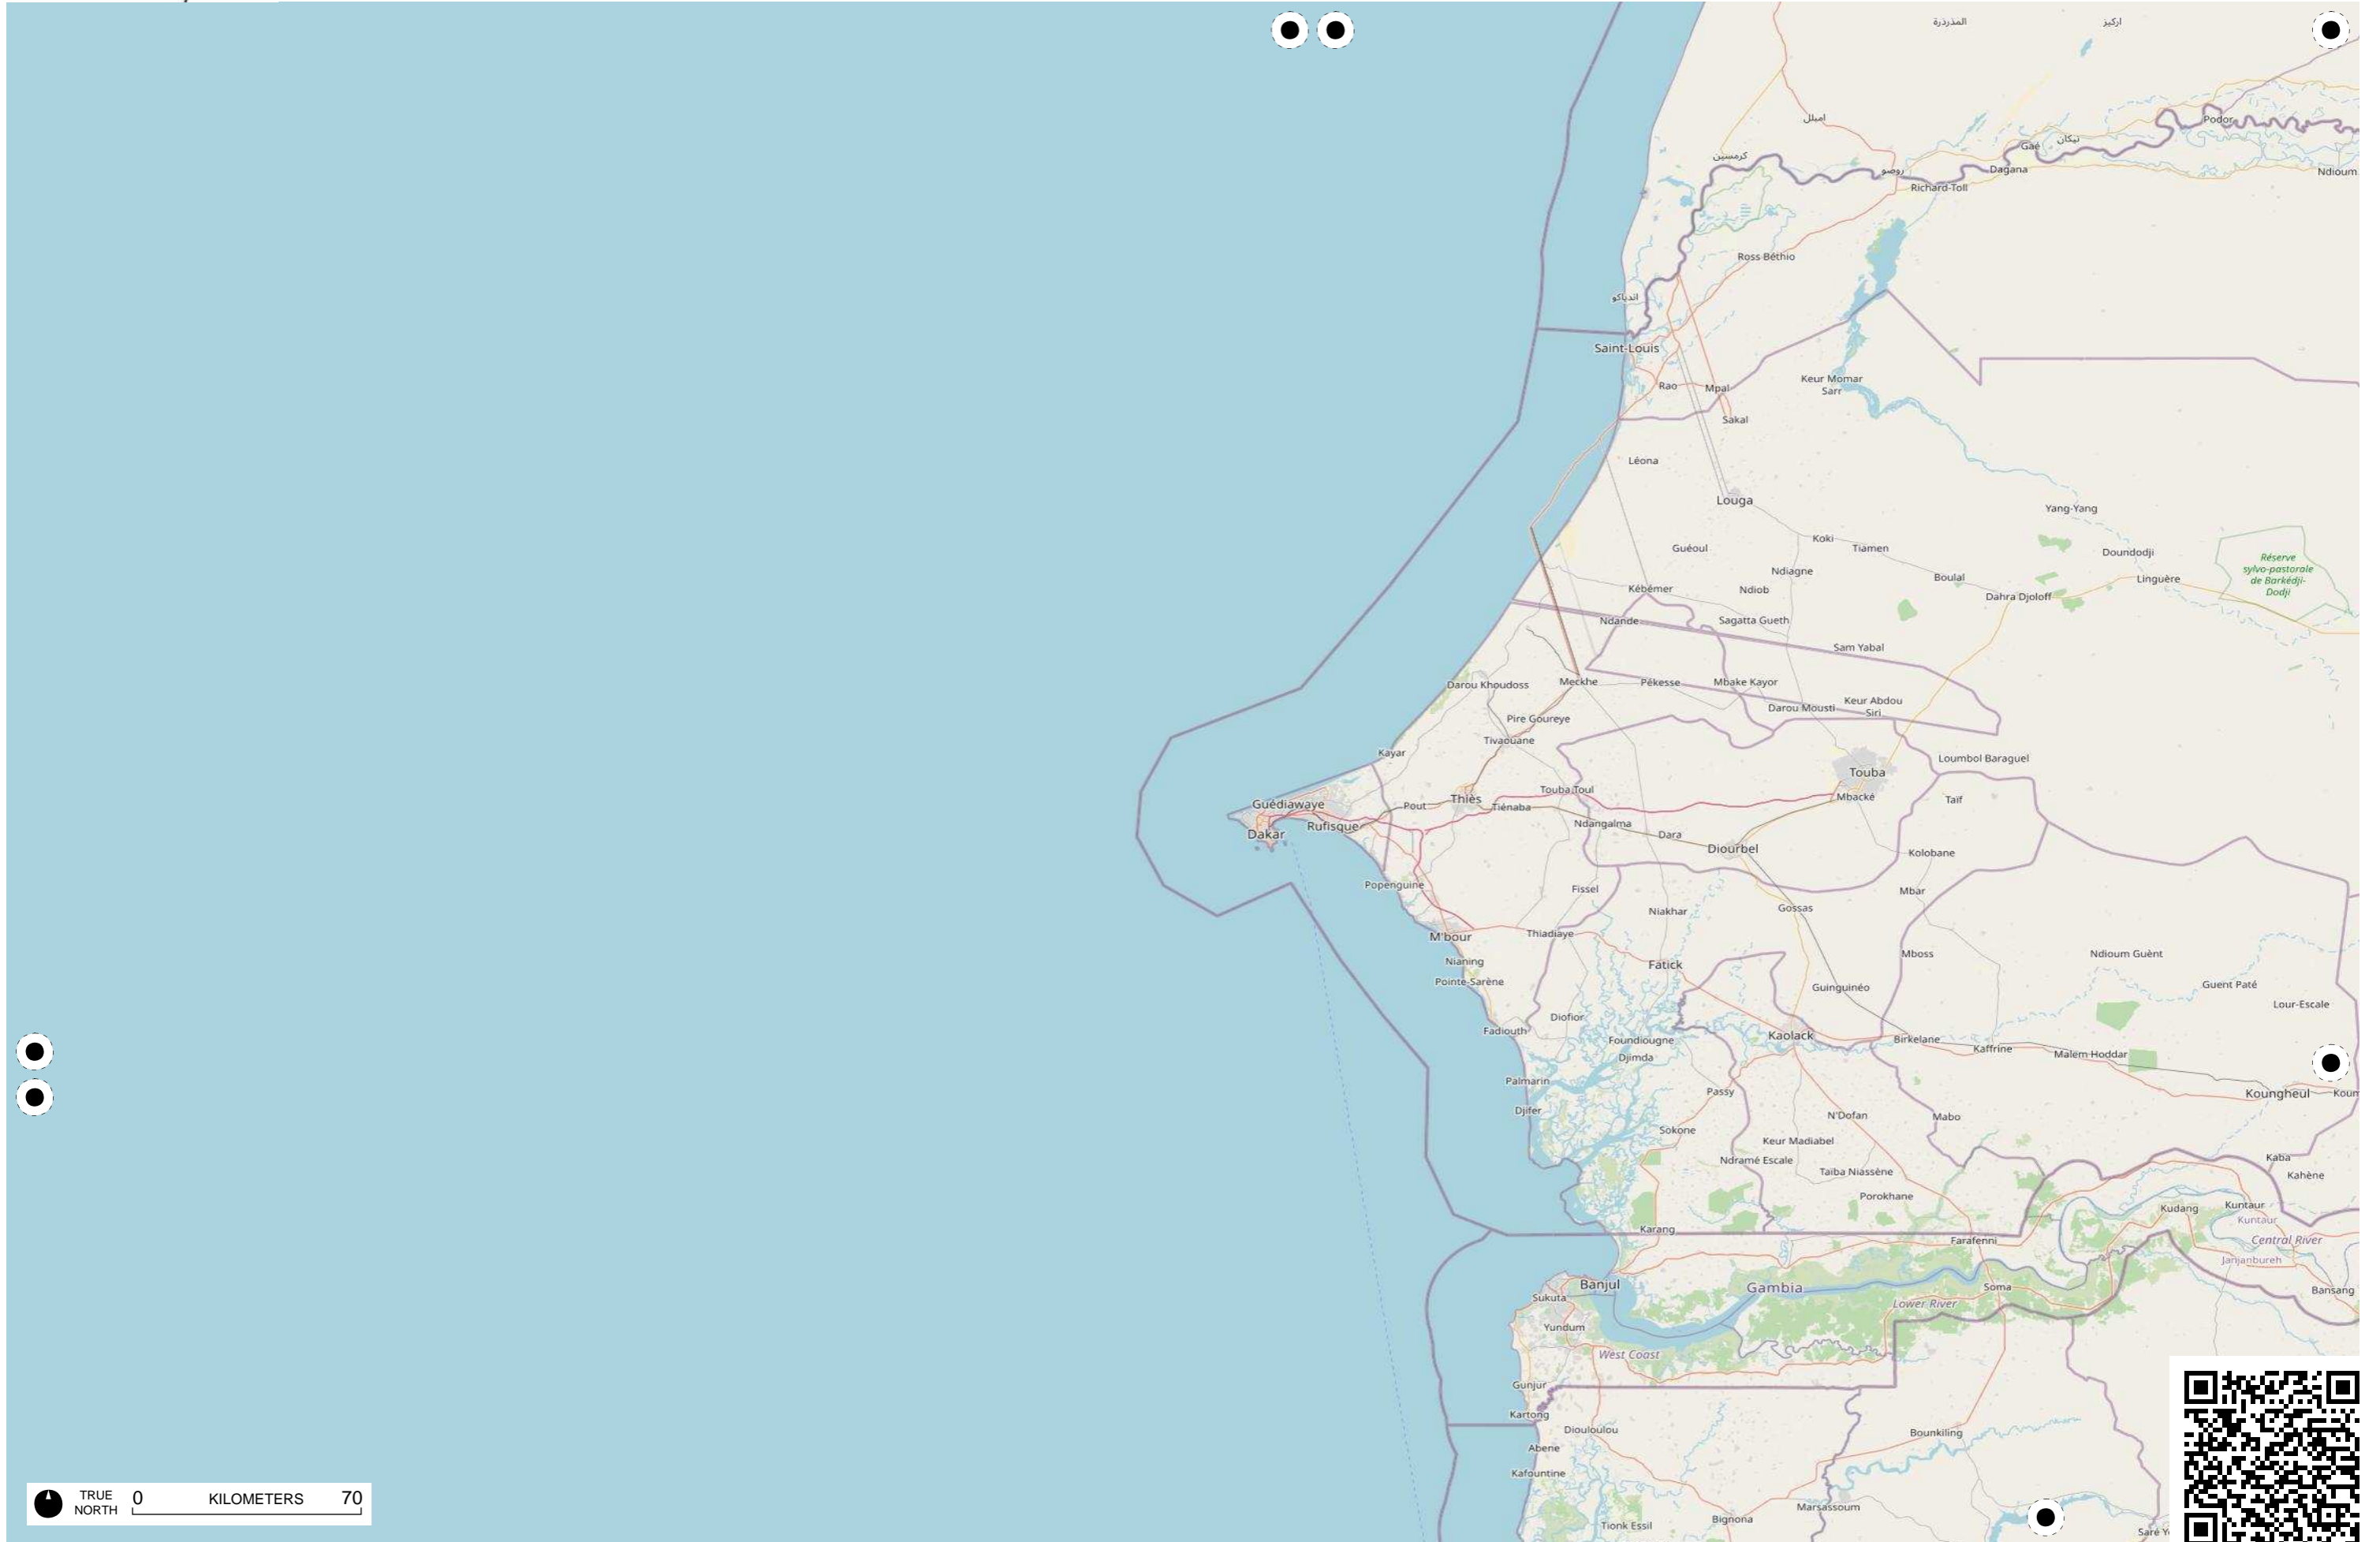 المذرذرة
اركيز
امبلل
Podor
كرمسين
تيكان
Gaé
روصو
Dagana
Ndioum
Richard-Toll
Ross Béthio
اندياكو
Saint-Louis
Rao
Mpal
Keur Momar
Sarr
Sakal
Léona
Louga
Yang-Yang
Koki
Guéoul
Tiamen
Doundodji
Réserve
sylvo-pastorale
de Barkédji-
Dodji
Ndiagne
Boulal
Linguère
Kébémer
Ndiob
Dahra Djoloff
Ndande
Sagatta Gueth
Sam Yabal
Darou Khoudoss
Meckhe
Pékesse
Mbake Kayor
Keur Abdou
Siri
Darou Mousti
Pire Goureye
Tivaouane
Kayar
Loumbol Baraguel
Touba
Touba Toul
Mbacké
Taïf
Guédiawaye
Pout
Thiès
Tiénaba
Dakar
Rufisque
Ndangalma
Dara
Diourbel
Kolobane
Popenguine
Fissel
Mbar
Niakhar
Gossas
M'bour
Thiadiaye
Mboss
Ndioum Guènt
Nianing
Fatick
Pointe-Sarène
Guinguinéo
Guent Paté
Lour-Escale
Diofior
Fadiouth
Foundiougne
Kaolack
Birkelane
Kaffrine
Malem Hoddar
Djimda
Palmarin
Passy
Koungheul
Koun
Djifer
N'Dofan
Mabo
Sokone
Keur Madiabel
Ndramé Escale
Taïba Niassène
Kaba
Kahène
Porokhane
Kudang
Kuntaur
Kuntaur
Karang
Farafenni
Central River
Janjanbureh
Banjul
Gambia
Soma
Bansang
Sukuta
Lower River
Yundum
West Coast
Gunjur
Kartong
Diouloulou
Bounkiling
Abene
Kafountine
TRUE
NORTH
0 KILOMETERS 70
Marsassoum
Bignona
Tionk Essil
Saré Y